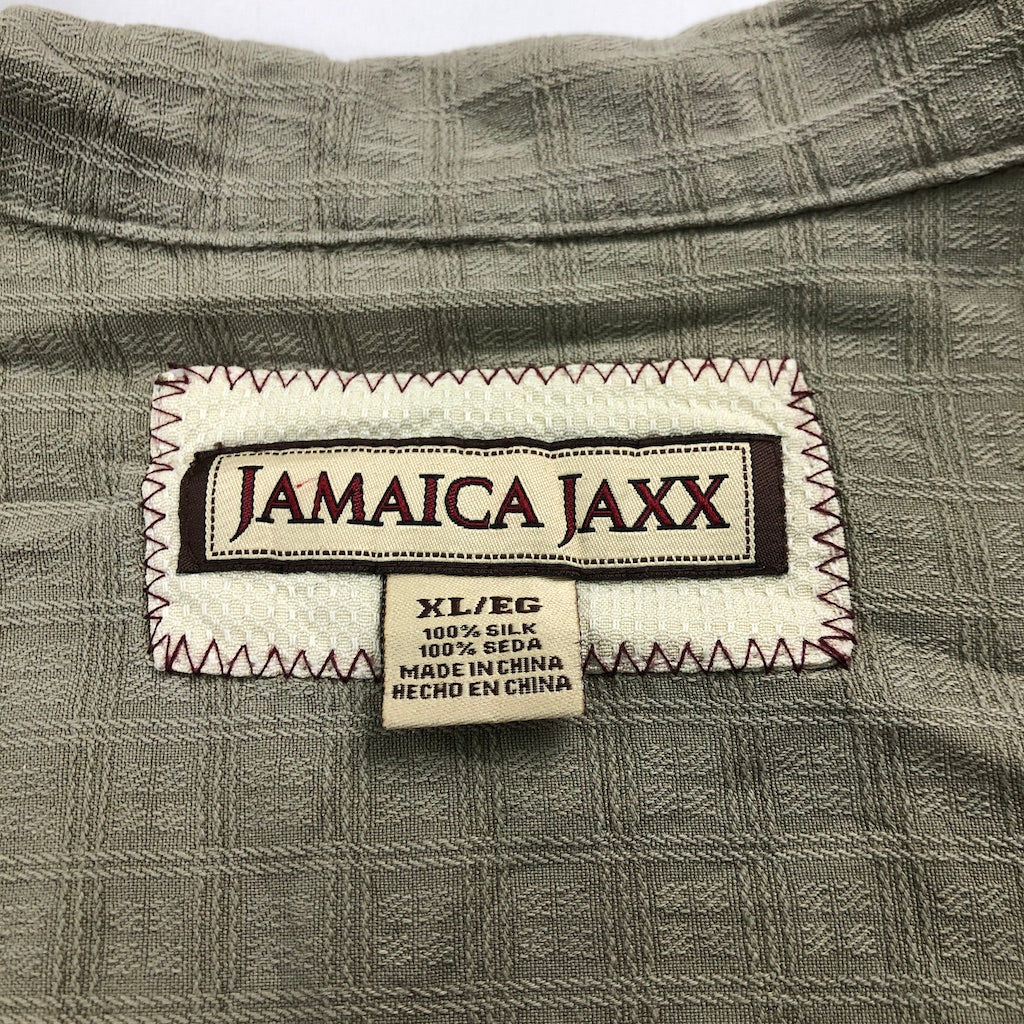 JAMAICA JAXX
XL/EG
100% SILK
100% SEDA
MADE IN CHINA
HECHO EN CHINA